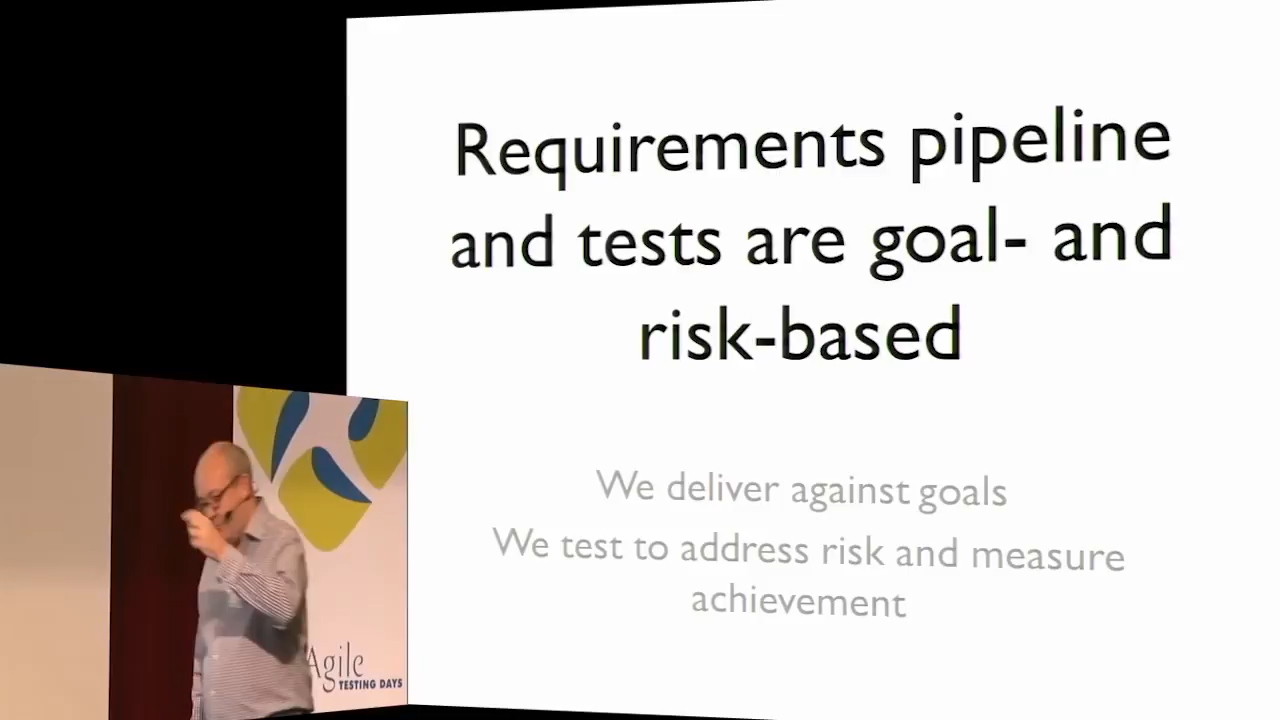 Requirements pipeline
and tests are goal- and
risk-based
We deliver against goals
We test to address risk and measure
achievement
Agile
TESTING DAYS